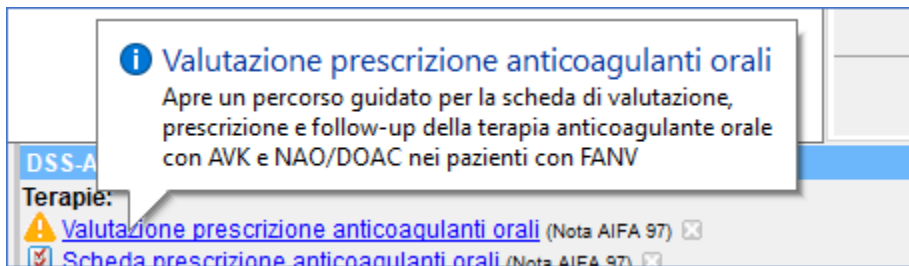 Valutazione prescrizione anticoagulanti orali
Apre un percorso guidato per la scheda di valutazione,
prescrizione e follow-up della terapia anticoagulante orale
con AVK e NAO/DOAC nei pazienti con FANV
DSS-A
Terapie:
Valutazione prescrizione anticoagulanti orali (Nota AIFA 97)
Scheda prescrizione anticoagulanti orali (Nota AIFA 97)